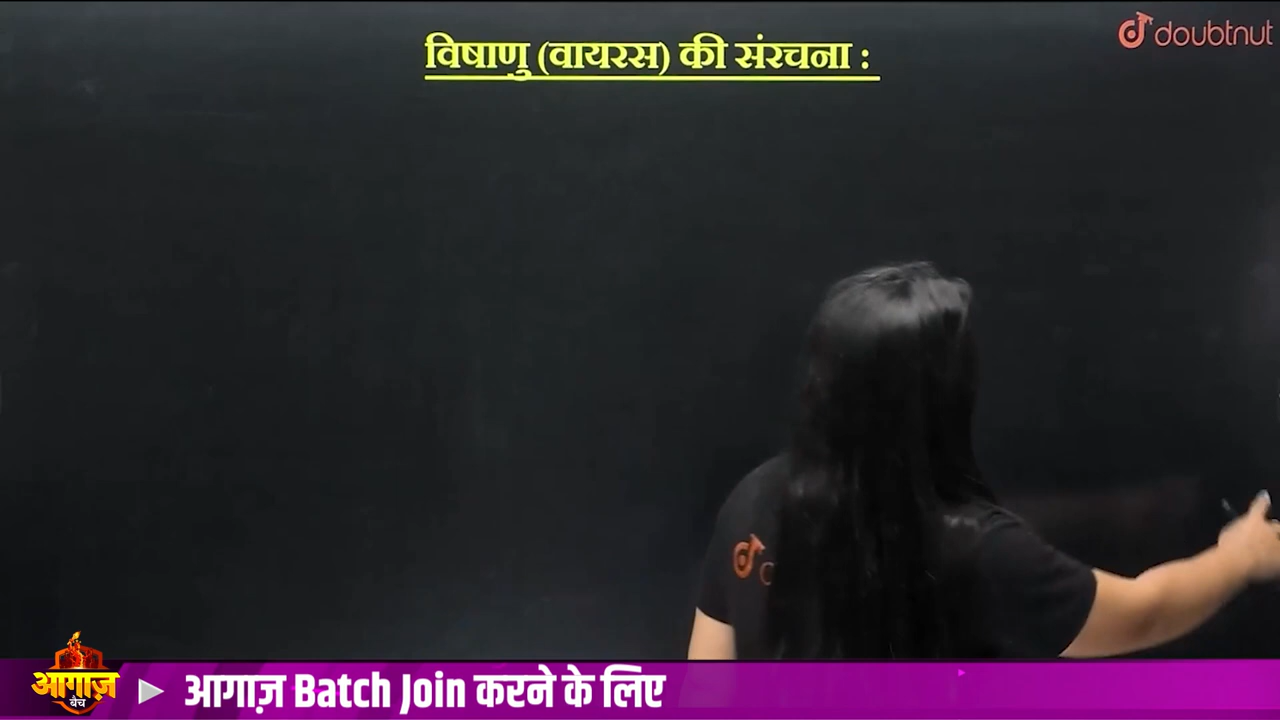 doubtnut
विषाणु (वायरस) की संरचना :
आगाज़
बैच
आगाज़ Batch Join करने के लिए